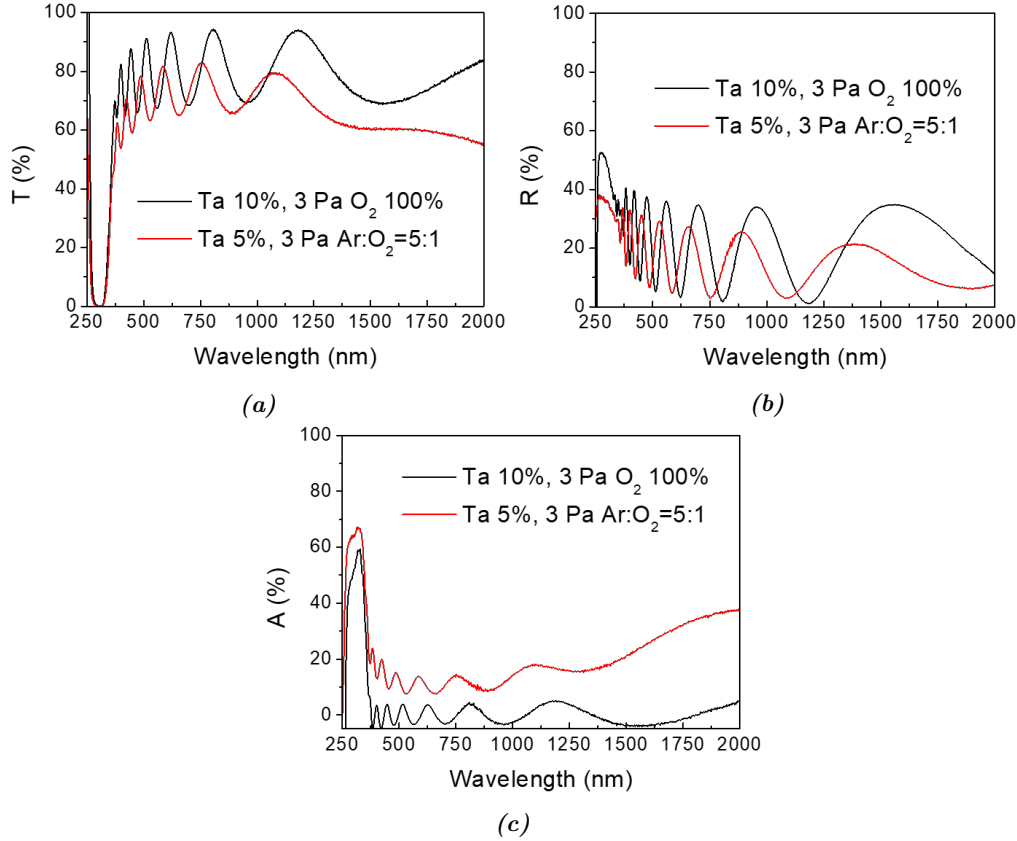 100
80
60
40
20
0
T (%)
Ta 10%, 3 Pa O₂ 100%
Ta 5%, 3 Pa Ar:O₂=5:1
250 500 750 1000 1250 1500 1750 2000
Wavelength (nm)
(a)
100
80
60
40
20
0
R (%)
Ta 10%, 3 Pa O₂ 100%
Ta 5%, 3 Pa Ar:O₂=5:1
250 500 750 1000 1250 1500 1750 2000
Wavelength (nm)
(b)
100
80
60
40
20
0
A (%)
Ta 10%, 3 Pa O₂ 100%
Ta 5%, 3 Pa Ar:O₂=5:1
250 500 750 1000 1250 1500 1750 2000
Wavelength (nm)
(c)